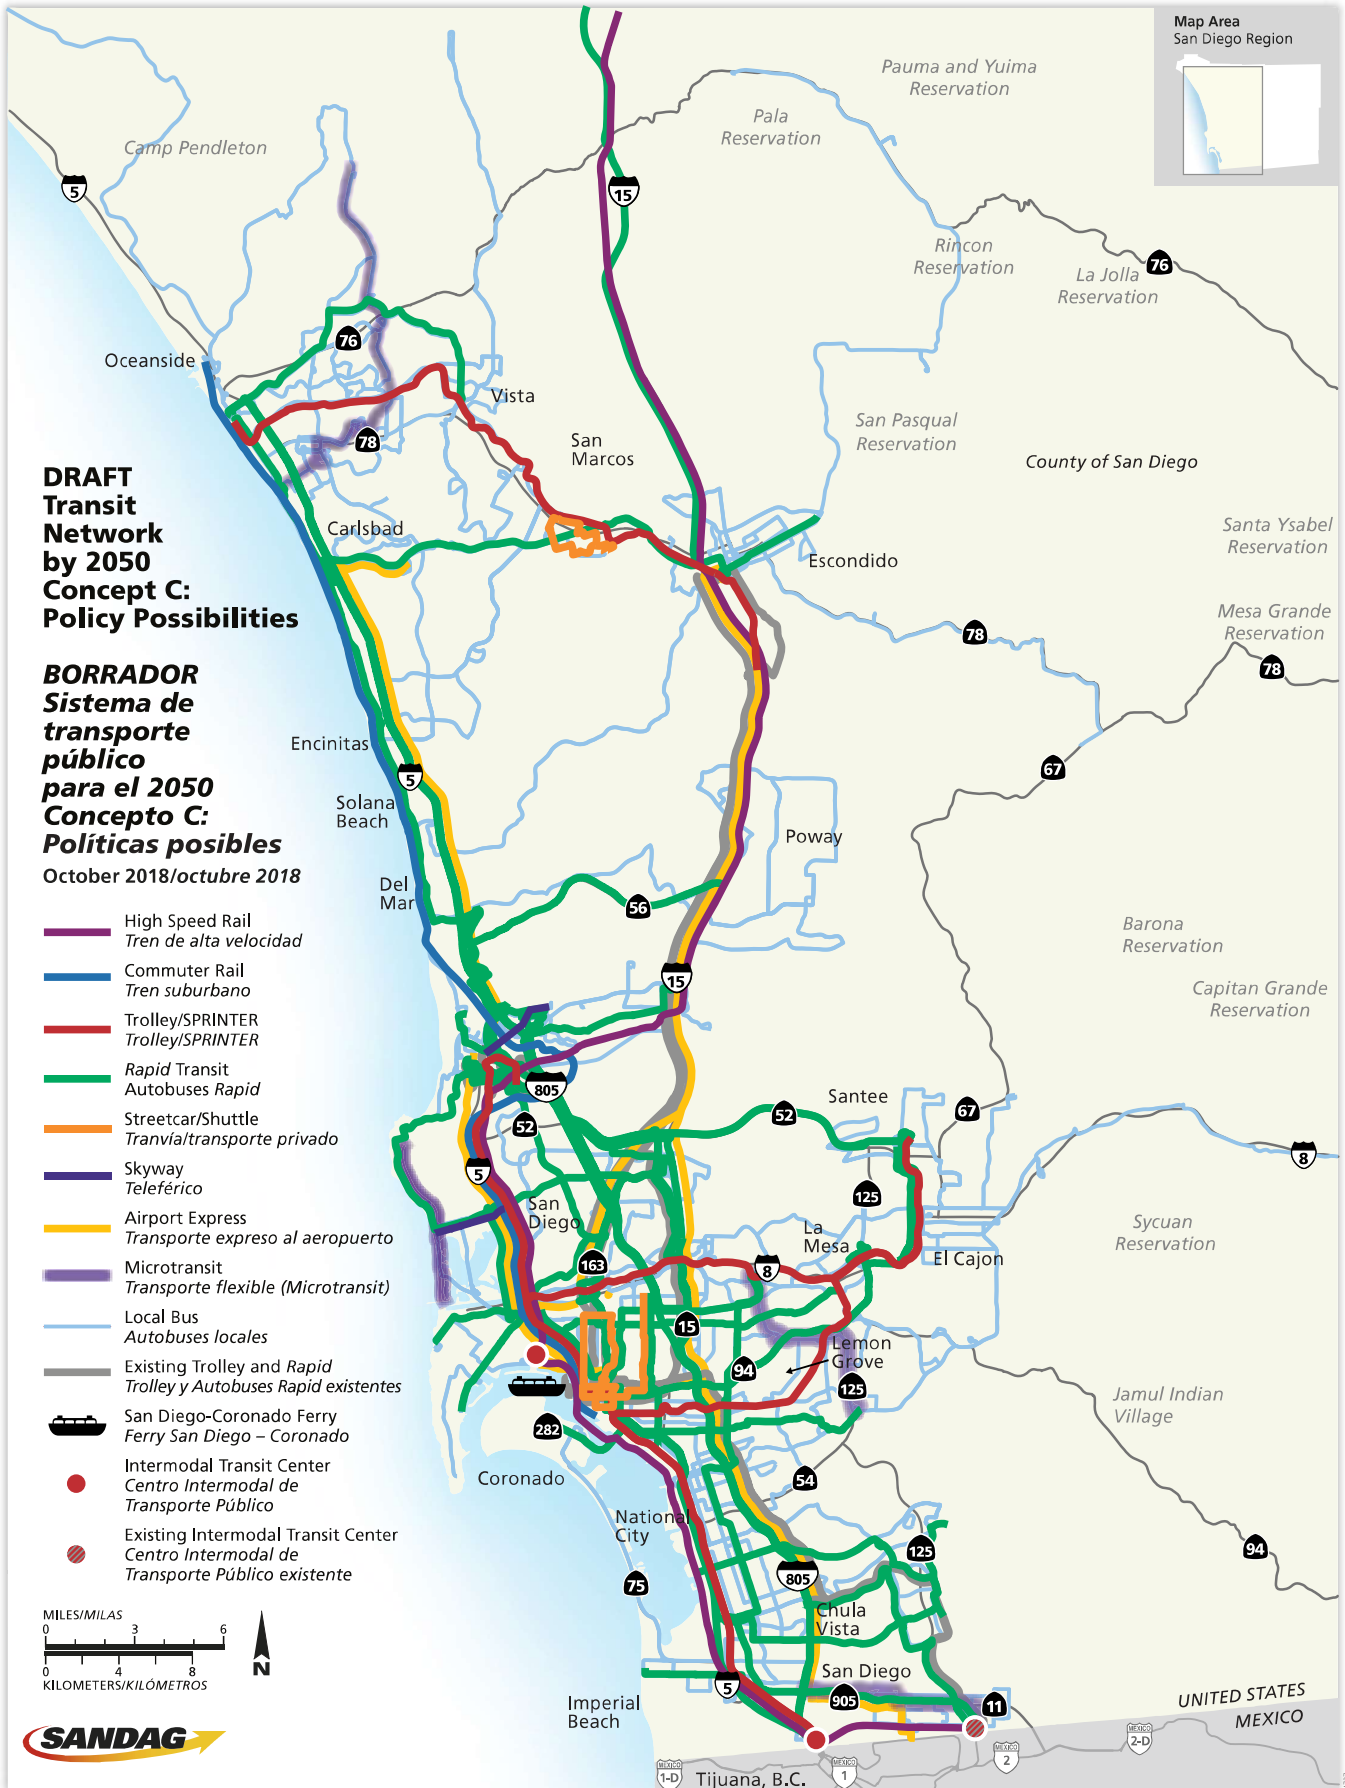 Map Area
San Diego Region
Pauma and Yuima
Reservation
Pala
Reservation
Camp Pendleton
5
15
Rincon
Reservation
La Jolla
Reservation
76
76
Oceanside
Vista
San
Marcos
San Pasqual
Reservation
78
County of San Diego
DRAFT
Transit
Network
by 2050
Concept C:
Policy Possibilities
Carlsbad
Santa Ysabel
Reservation
Escondido
Mesa Grande
Reservation
78
78
BORRADOR
Sistema de
transporte
público
para el 2050
Concepto C:
Políticas posibles
October 2018/octubre 2018
Encinitas
5
67
Solana
Beach
Poway
Del
Mar
56
Barona
Reservation
15
Capitan Grande
Reservation
High Speed Rail
Tren de alta velocidad
Commuter Rail
Tren suburbano
Trolley/SPRINTER
Trolley/SPRINTER
Rapid Transit
Autobuses Rapid
Streetcar/Shuttle
Tranvía/transporte privado
Skyway
Teleférico
Airport Express
Transporte expreso al aeropuerto
Microtransit
Transporte flexible (Microtransit)
Local Bus
Autobuses locales
Existing Trolley and Rapid
Trolley y Autobuses Rapid existentes
San Diego-Coronado Ferry
Ferry San Diego – Coronado
Intermodal Transit Center
Centro Intermodal de
Transporte Público
Existing Intermodal Transit Center
Centro Intermodal de
Transporte Público existente
805
Santee
52
52
67
8
5
125
San
Diego
La
Mesa
Sycuan
Reservation
El Cajon
163
8
15
Lemon
Grove
94
125
Jamul Indian
Village
282
Coronado
54
National
City
125
94
805
75
Chula
Vista
San Diego
5
905
11
Imperial
Beach
UNITED STATES
MEXICO
MEXICO
2-D
MEXICO
2
MEXICO
1
MEXICO
1-D
Tijuana, B.C.
MILES/MILAS
0 3 6
0 4 8
KILOMETERS/KILÓMETROS
N
SANDAG